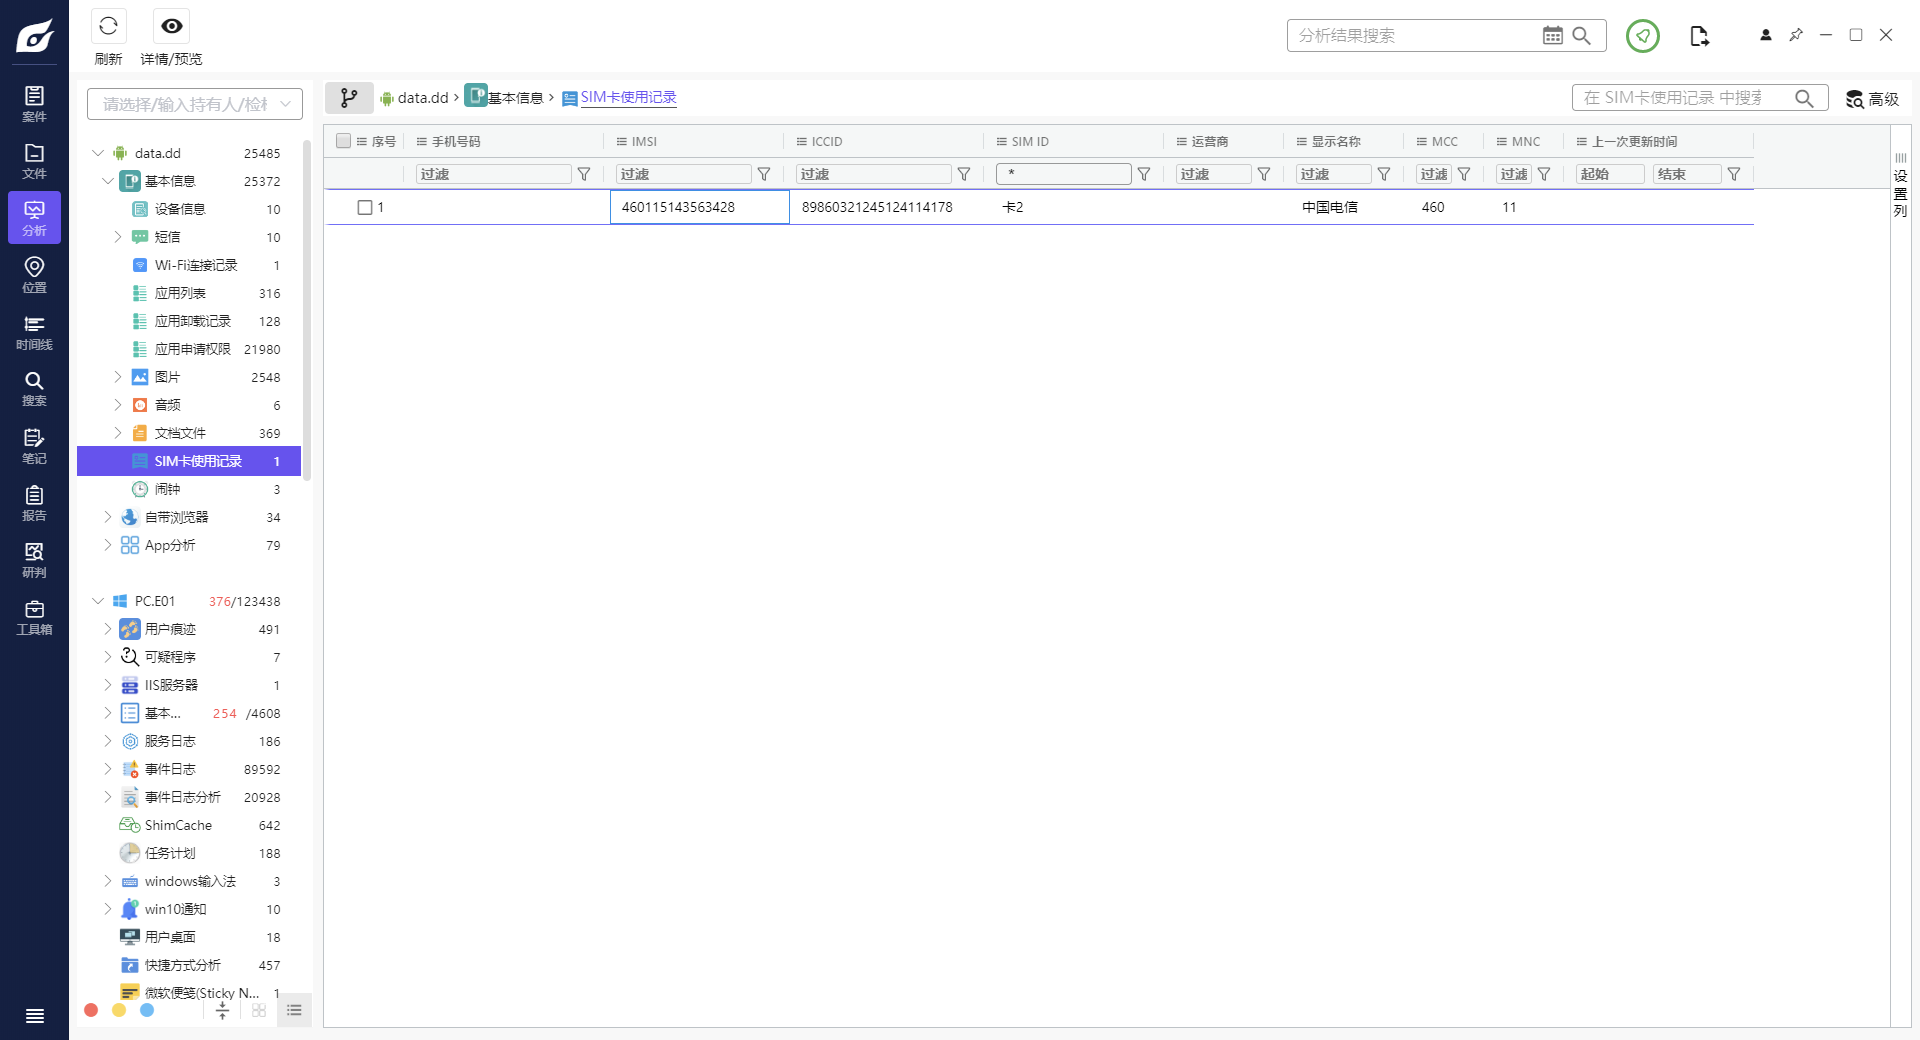 刷新
详情/预览
分析结果搜索
案件
文件
分析
位置
时间线
搜索
笔记
报告
研判
工具箱
请选择/输入持有人/检材
data.dd 25485
基本信息 25372
设备信息 10
短信 10
Wi-Fi连接记录 1
应用列表 316
应用卸载记录 128
应用申请权限 21980
图片 2548
音频 6
文档文件 369
SIM卡使用记录 1
闹钟 3
自带浏览器 34
App分析 79
PC.E01 376/123438
用户痕迹 491
可疑程序 7
IIS服务器 1
基本... 254 /4608
服务日志 186
事件日志 89592
事件日志分析 20928
ShimCache 642
任务计划 188
windows输入法 3
win10通知 10
用户桌面 18
快捷方式分析 457
微软便笺(Sticky N... 1
data.dd > 基本信息 > SIM卡使用记录
在 SIM卡使用记录 中搜索
高级
序号 手机号码 IMSI ICCID SIM ID 运营商 显示名称 MCC MNC 上一次更新时间
过滤 过滤 过滤 * 过滤 过滤 过滤 过滤 起始 结束
1 460115143563428 89860321245124114178 卡2 中国电信 460 11
设置列